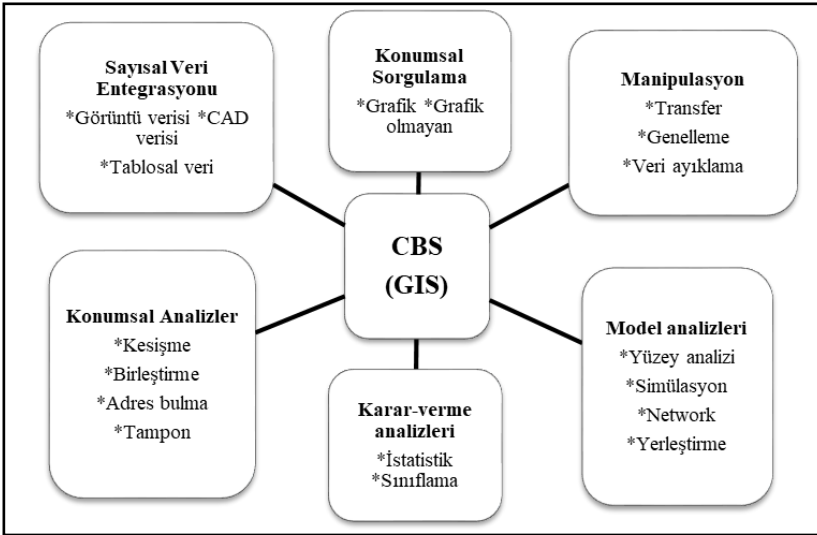 Sayısal Veri
Entegrasyonu
*Görüntü verisi *CAD
verisi
*Tablosal veri
Konumsal
Sorgulama
*Grafik *Grafik
olmayan
Manipulasyon
*Transfer
*Genelleme
*Veri ayıklama
CBS
(GIS)
Konumsal Analizler
*Kesişme
*Birleştirme
*Adres bulma
*Tampon
Karar-verme
analizleri
*İstatistik
*Sınıflama
Model analizleri
*Yüzey analizi
*Simülasyon
*Network
*Yerleştirme